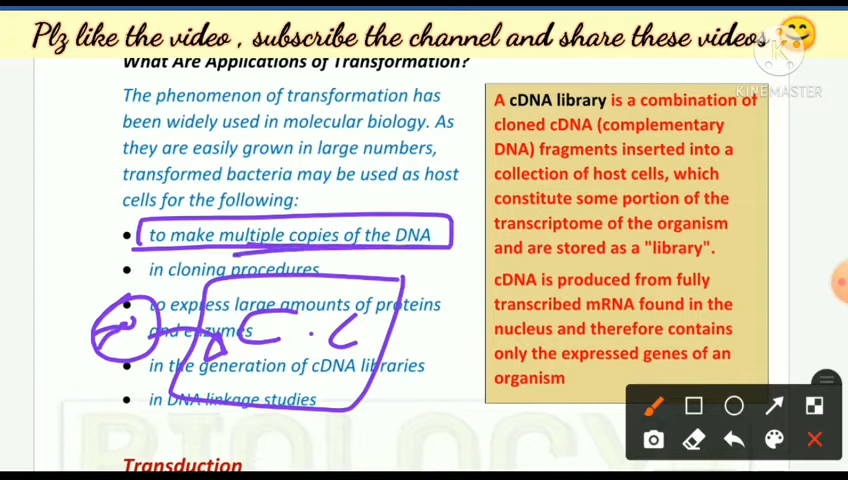 Plz like the video , subscribe the channel and share these videos
KINEMASTER
What Are Applications of Transformation?
The phenomenon of transformation has
been widely used in molecular biology. As
they are easily grown in large numbers,
transformed bacteria may be used as host
cells for the following:
to make multiple copies of the DNA
in cloning procedures
to express large amounts of proteins
and enzymes
in the generation of cDNA libraries
in DNA linkage studies
C . C
Transduction
BIOLOGY
A cDNA library is a combination of
cloned cDNA (complementary
DNA) fragments inserted into a
collection of host cells, which
constitute some portion of the
transcriptome of the organism
and are stored as a "library".
cDNA is produced from fully
transcribed mRNA found in the
nucleus and therefore contains
only the expressed genes of an
organism